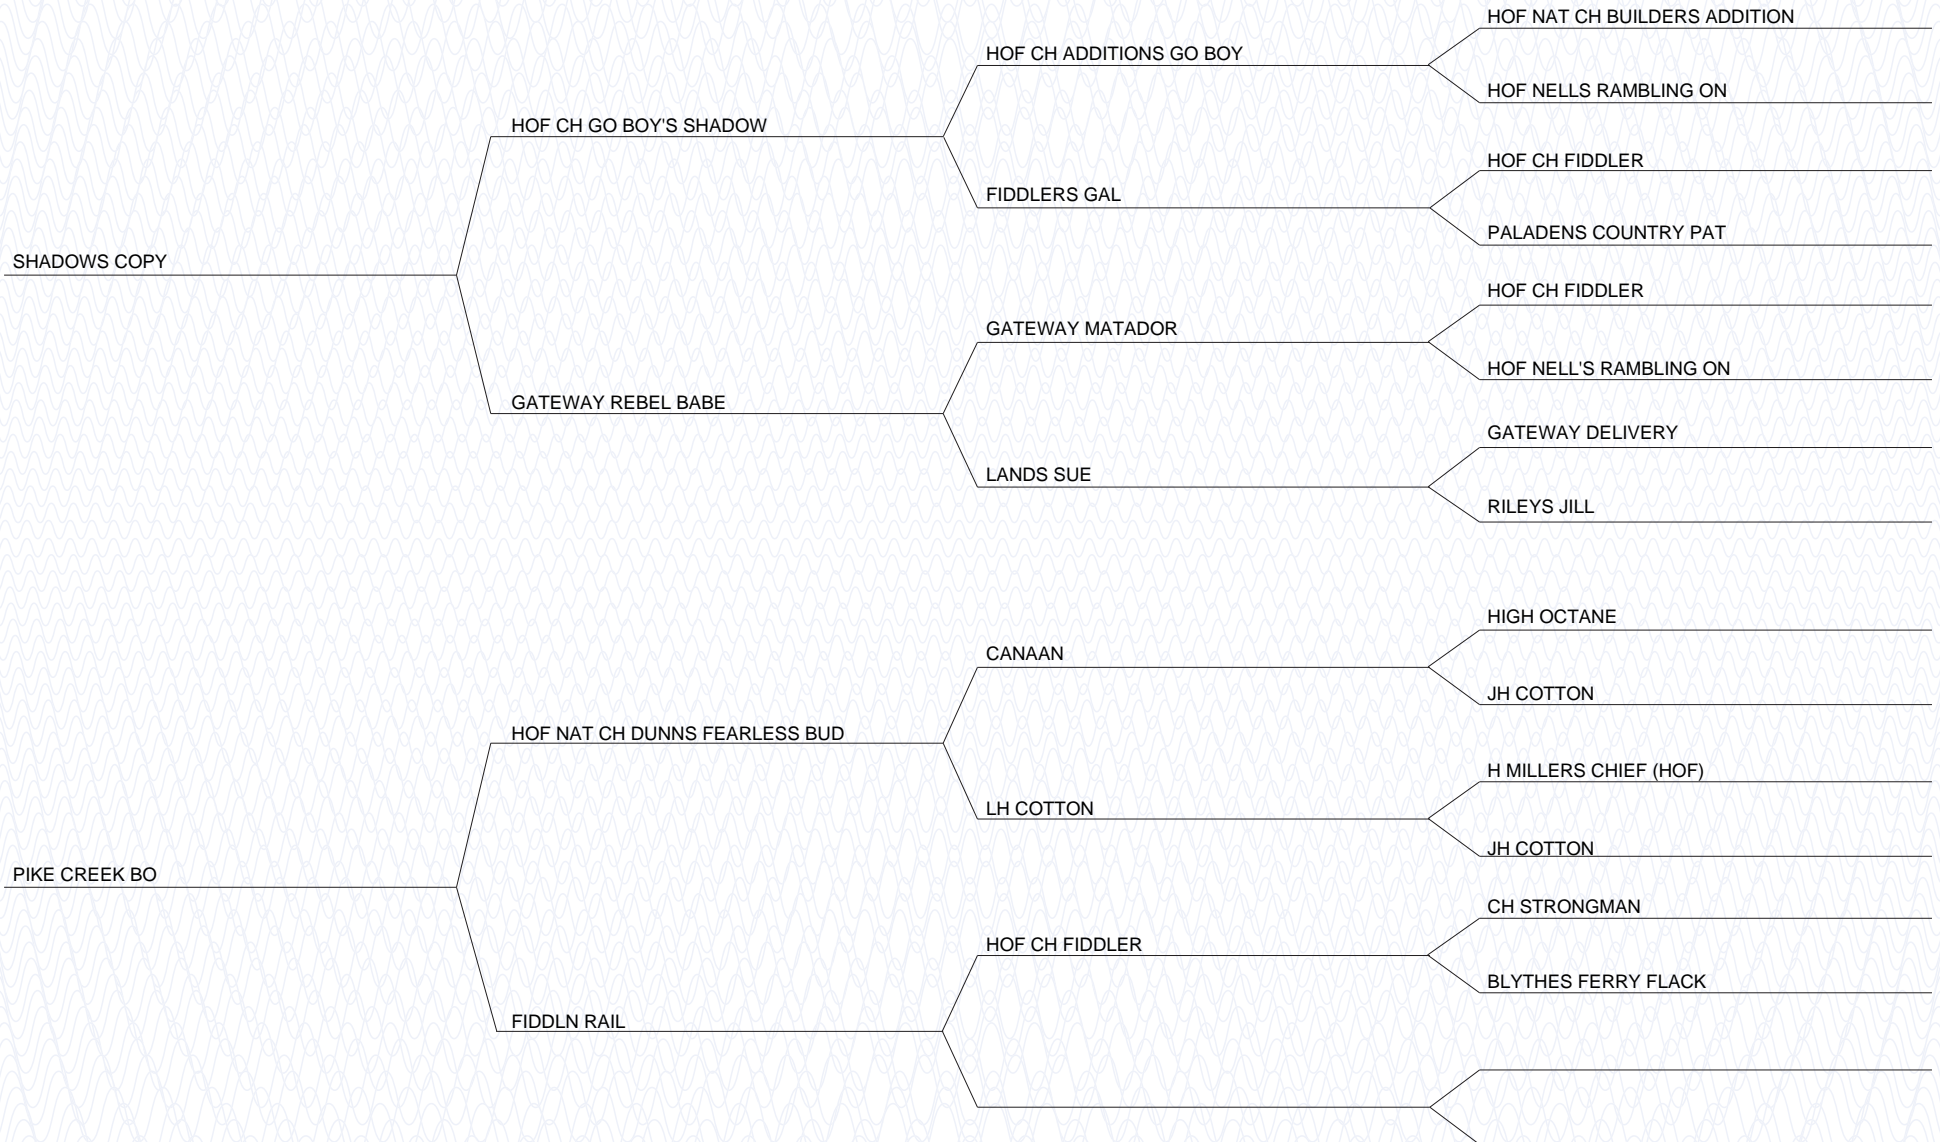 HOF NAT CH BUILDERS ADDITION
HOF CH ADDITIONS GO BOY
HOF NELLS RAMBLING ON
HOF CH GO BOY'S SHADOW
HOF CH FIDDLER
FIDDLERS GAL
PALADENS COUNTRY PAT
SHADOWS COPY
HOF CH FIDDLER
GATEWAY MATADOR
HOF NELL'S RAMBLING ON
GATEWAY REBEL BABE
GATEWAY DELIVERY
LANDS SUE
RILEYS JILL
HIGH OCTANE
CANAAN
JH COTTON
HOF NAT CH DUNNS FEARLESS BUD
H MILLERS CHIEF (HOF)
LH COTTON
JH COTTON
PIKE CREEK BO
CH STRONGMAN
HOF CH FIDDLER
BLYTHES FERRY FLACK
FIDDLN RAIL